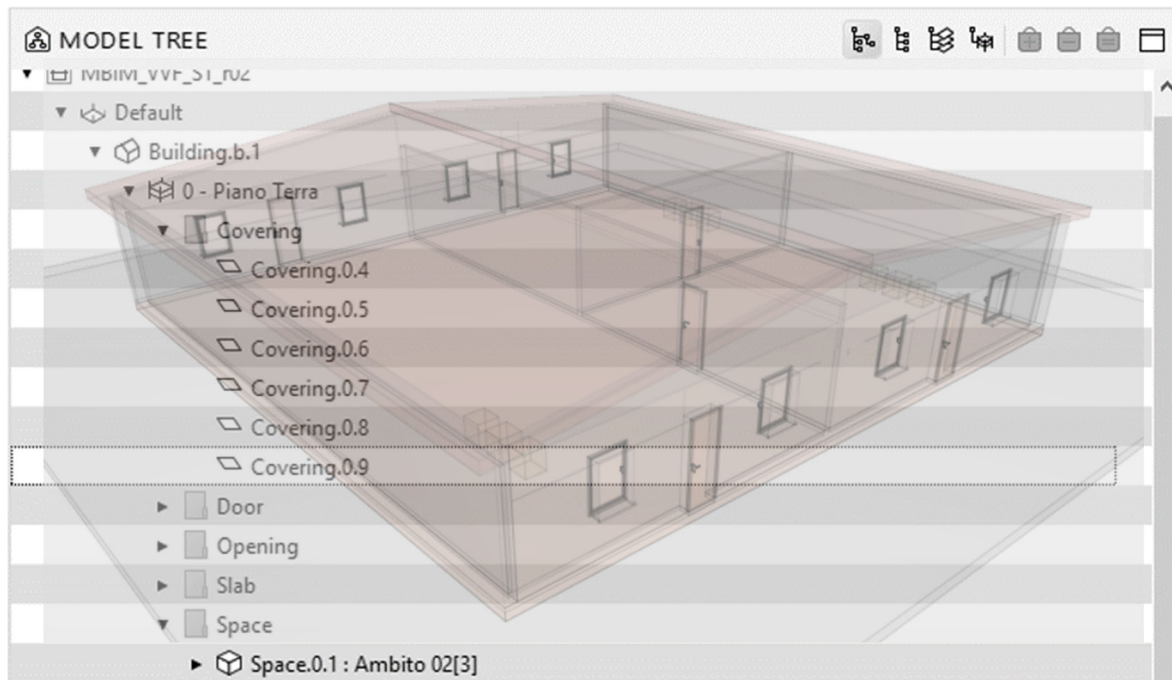 MODEL TREE
MBIM_VVF_ST_r02
Default
Building.b.1
0 - Piano Terra
Covering
Covering.0.4
Covering.0.5
Covering.0.6
Covering.0.7
Covering.0.8
Covering.0.9
Door
Opening
Slab
Space
Space.0.1 : Ambito 02[3]